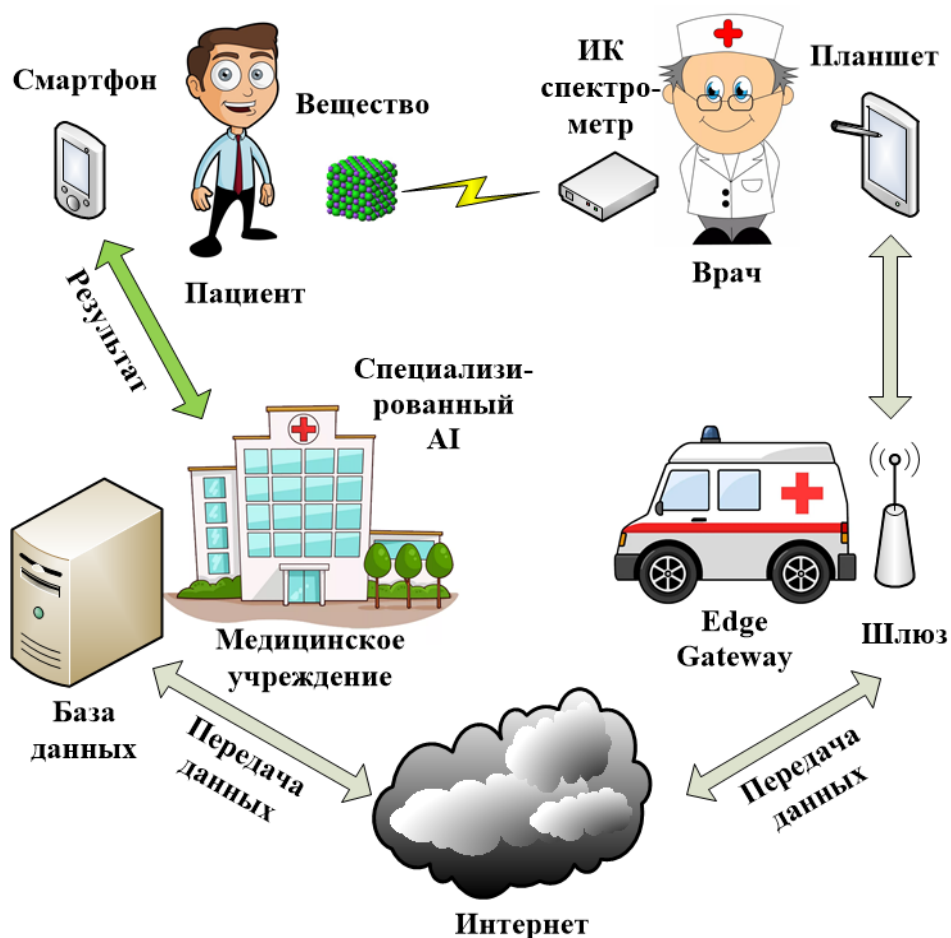 Смартфон
Вещество
ИК
спектро-
метр
Планшет
Пациент
Врач
Результат
Специализи-
рованный
AI
Медицинское
учреждение
Edge
Gateway
Шлюз
База
данных
Передача
данных
Передача
данных
Интернет